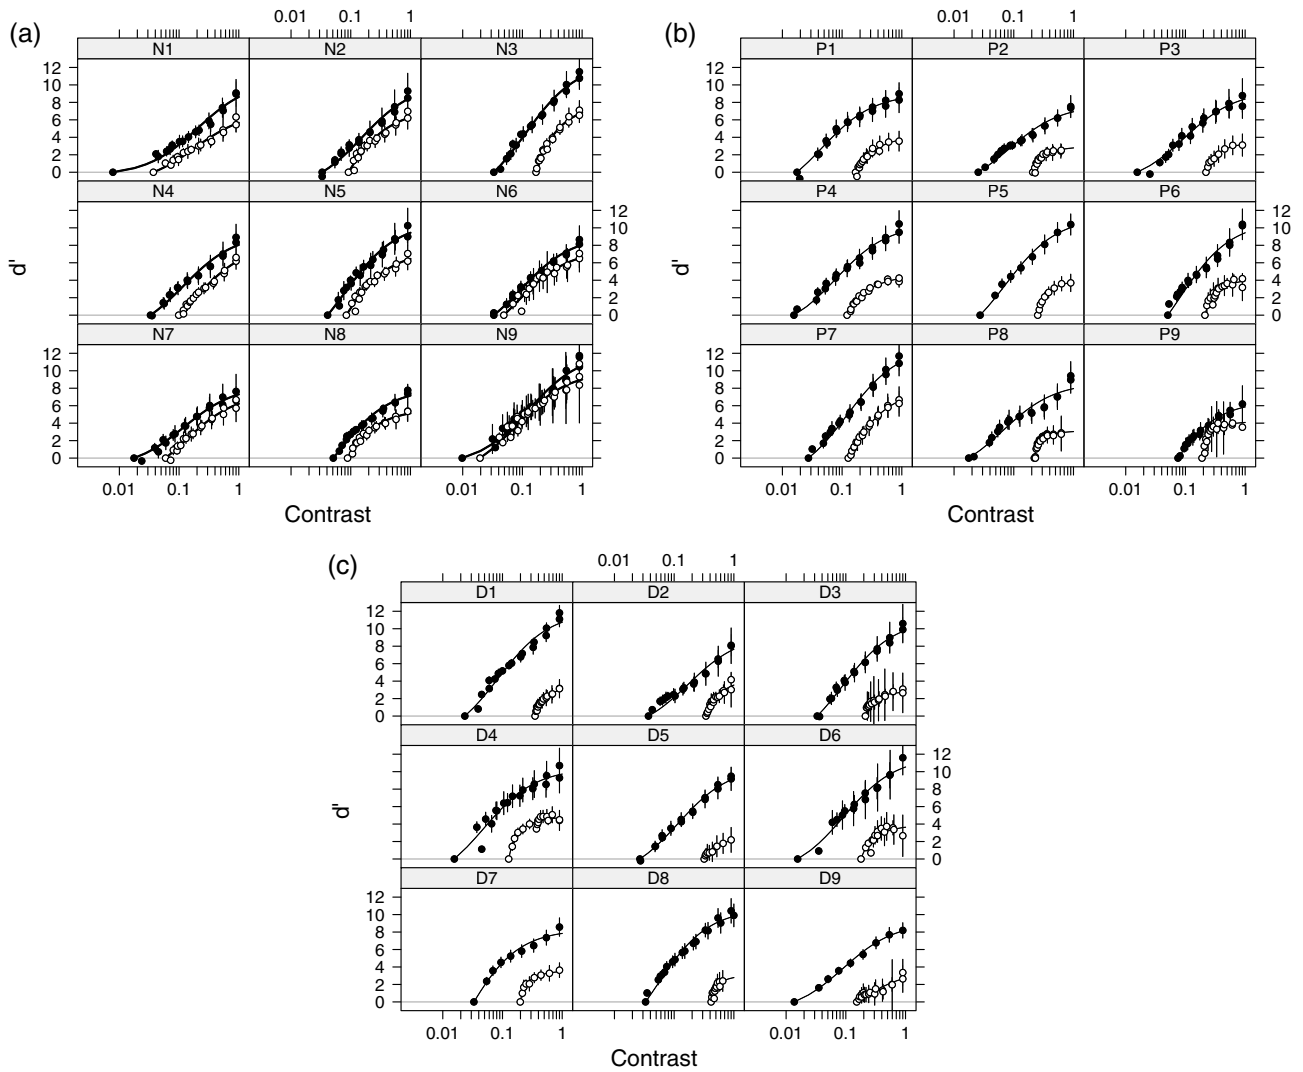 (a)
0.01 0.1 1
N1 N2 N3
12
10
8
6
4
2
0
N4 N5 N6
12
10
8
6
4
2
0
d'
N7 N8 N9
12
10
8
6
4
2
0
0.01 0.1 1 0.01 0.1 1
Contrast
(b)
0.01 0.1 1
P1 P2 P3
12
10
8
6
4
2
0
P4 P5 P6
12
10
8
6
4
2
0
d'
P7 P8 P9
12
10
8
6
4
2
0
0.01 0.1 1 0.01 0.1 1
Contrast
(c)
0.01 0.1 1
D1 D2 D3
12
10
8
6
4
2
0
D4 D5 D6
12
10
8
6
4
2
0
d'
D7 D8 D9
12
10
8
6
4
2
0
0.01 0.1 1 0.01 0.1 1
Contrast